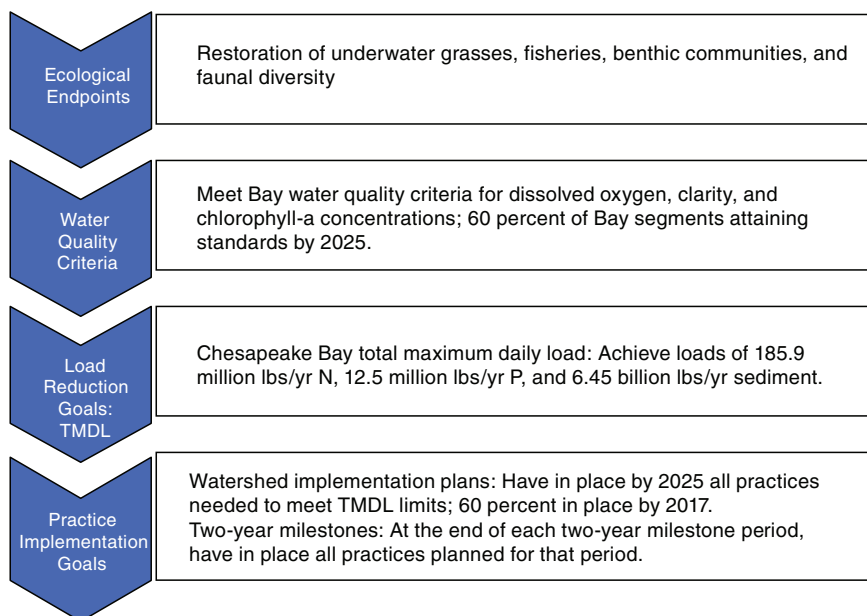 Ecological
Endpoints
Restoration of underwater grasses, fisheries, benthic communities, and
faunal diversity
Water
Quality
Criteria
Meet Bay water quality criteria for dissolved oxygen, clarity, and
chlorophyll-a concentrations; 60 percent of Bay segments attaining
standards by 2025.
Load
Reduction
Goals:
TMDL
Chesapeake Bay total maximum daily load: Achieve loads of 185.9
million lbs/yr N, 12.5 million lbs/yr P, and 6.45 billion lbs/yr sediment.
Practice
Implementation
Goals
Watershed implementation plans: Have in place by 2025 all practices
needed to meet TMDL limits; 60 percent in place by 2017.
Two-year milestones: At the end of each two-year milestone period,
have in place all practices planned for that period.